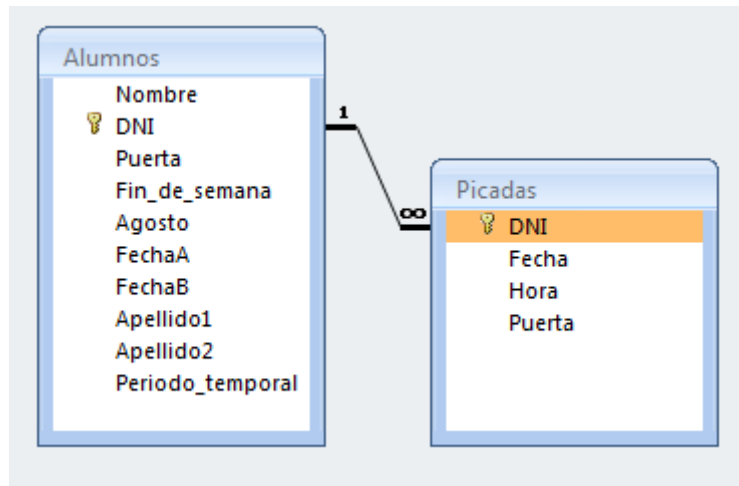 Alumnos
Nombre
DNI
Puerta
Fin_de_semana
Agosto
FechaA
FechaB
Apellido1
Apellido2
Periodo_temporal
1
∞
Picadas
DNI
Fecha
Hora
Puerta